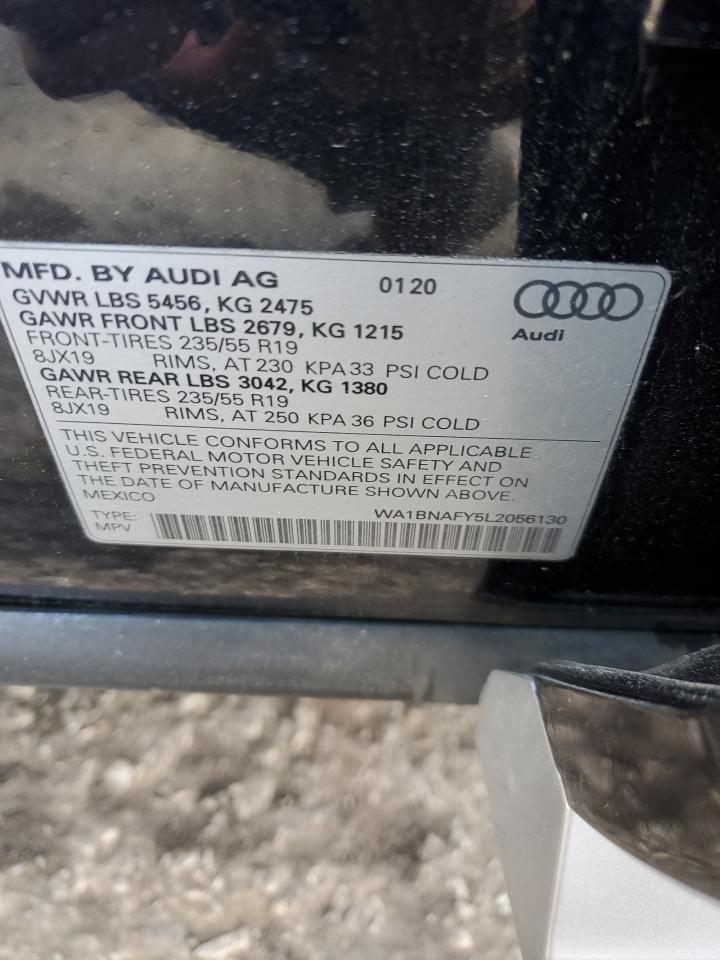 MFD. BY AUDI AG 0120
GVWR LBS 5456, KG 2475
GAWR FRONT LBS 2679, KG 1215
Audi
FRONT-TIRES 235/55 R19
8JX19 RIMS, AT 230 KPA 33 PSI COLD
GAWR REAR LBS 3042, KG 1380
REAR-TIRES 235/55 R19
8JX19 RIMS, AT 250 KPA 36 PSI COLD
THIS VEHICLE CONFORMS TO ALL APPLICABLE
U.S. FEDERAL MOTOR VEHICLE SAFETY AND
THEFT PREVENTION STANDARDS IN EFFECT ON
THE DATE OF MANUFACTURE SHOWN ABOVE.
MEXICO
WA1BNAFY5L2056130
TYPE:
MPV